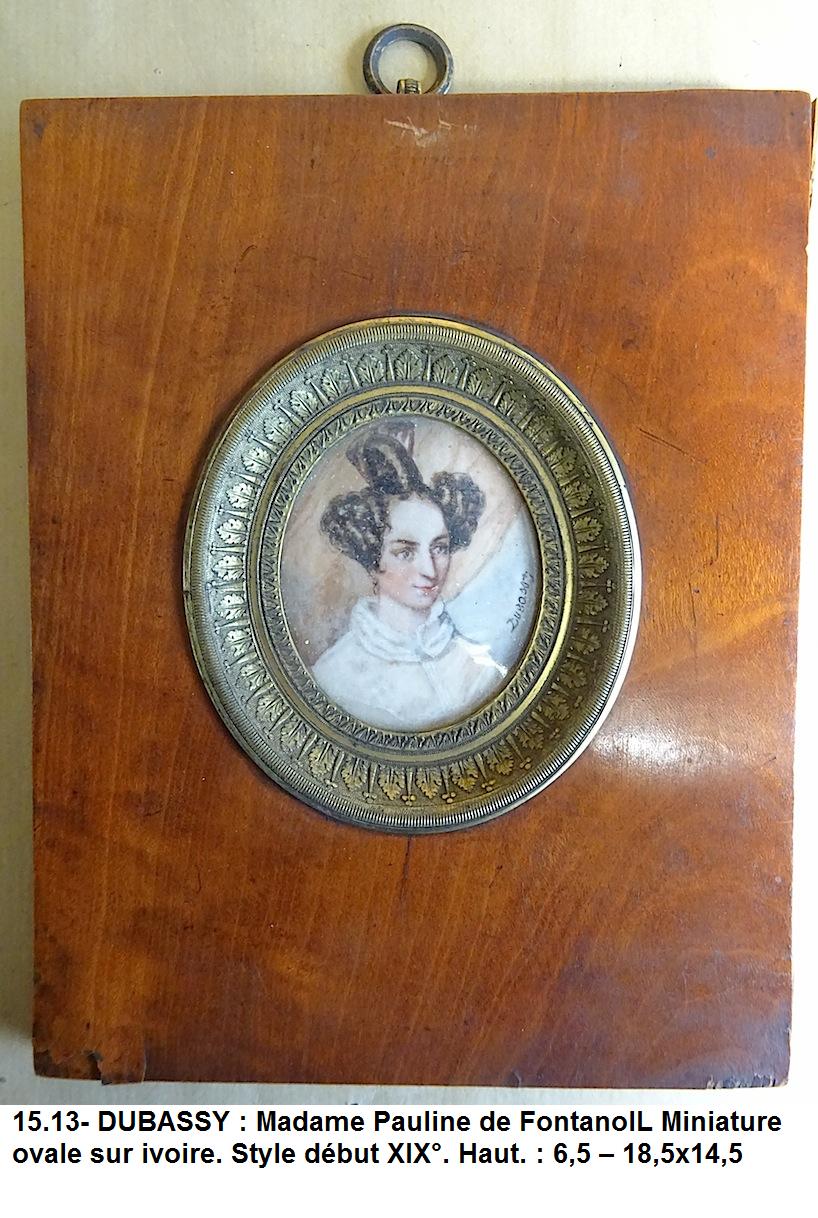 Dubassy
15.13- DUBASSY : Madame Pauline de FontanolL Miniature
ovale sur ivoire. Style début XIX°. Haut. : 6,5 – 18,5x14,5